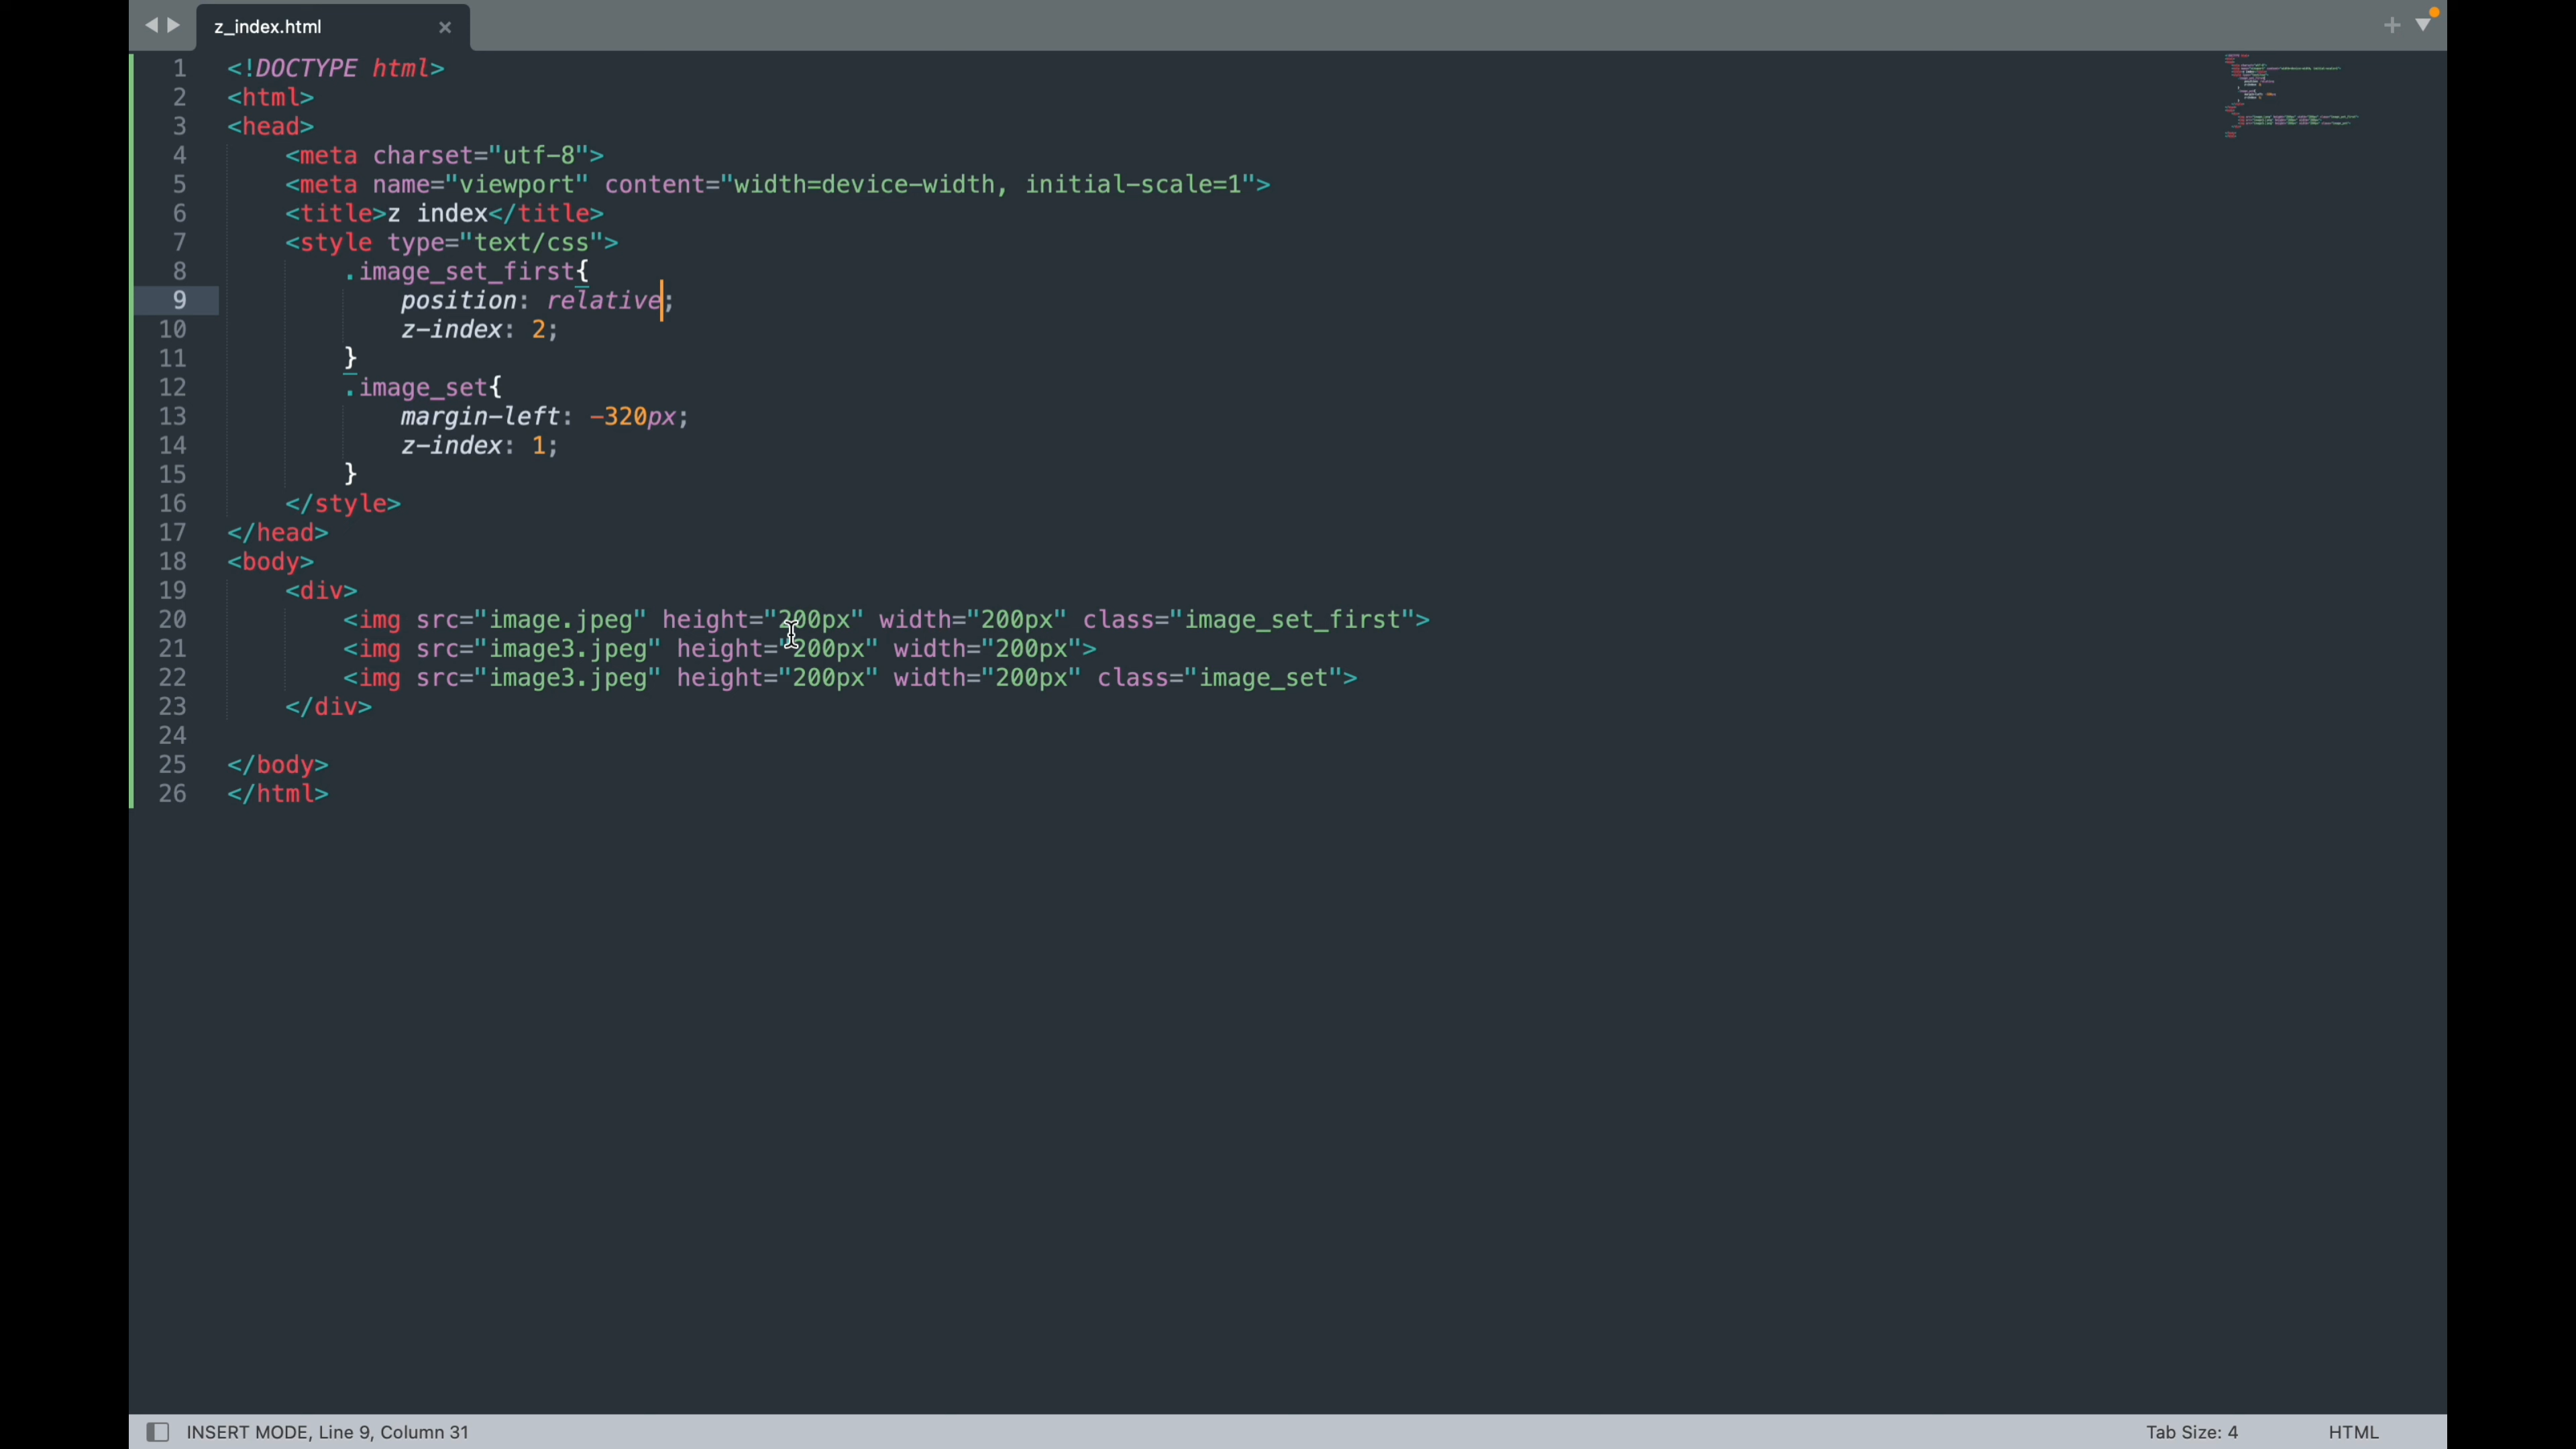 z_index.html
1 <!DOCTYPE html>
2 <html>
3 <head>
4 <meta charset="utf-8">
5 <meta name="viewport" content="width=device-width, initial-scale=1">
6 <title>z index</title>
7 <style type="text/css">
8 .image_set_first{
9 position: relative;
10 z-index: 2;
11 }
12 .image_set{
13 margin-left: -320px;
14 z-index: 1;
15 }
16 </style>
17 </head>
18 <body>
19 <div>
20 <img src="image.jpeg" height="200px" width="200px" class="image_set_first">
21 <img src="image3.jpeg" height="200px" width="200px">
22 <img src="image3.jpeg" height="200px" width="200px" class="image_set">
23 </div>
24
25 </body>
26 </html>
INSERT MODE, Line 9, Column 31
Tab Size: 4
HTML